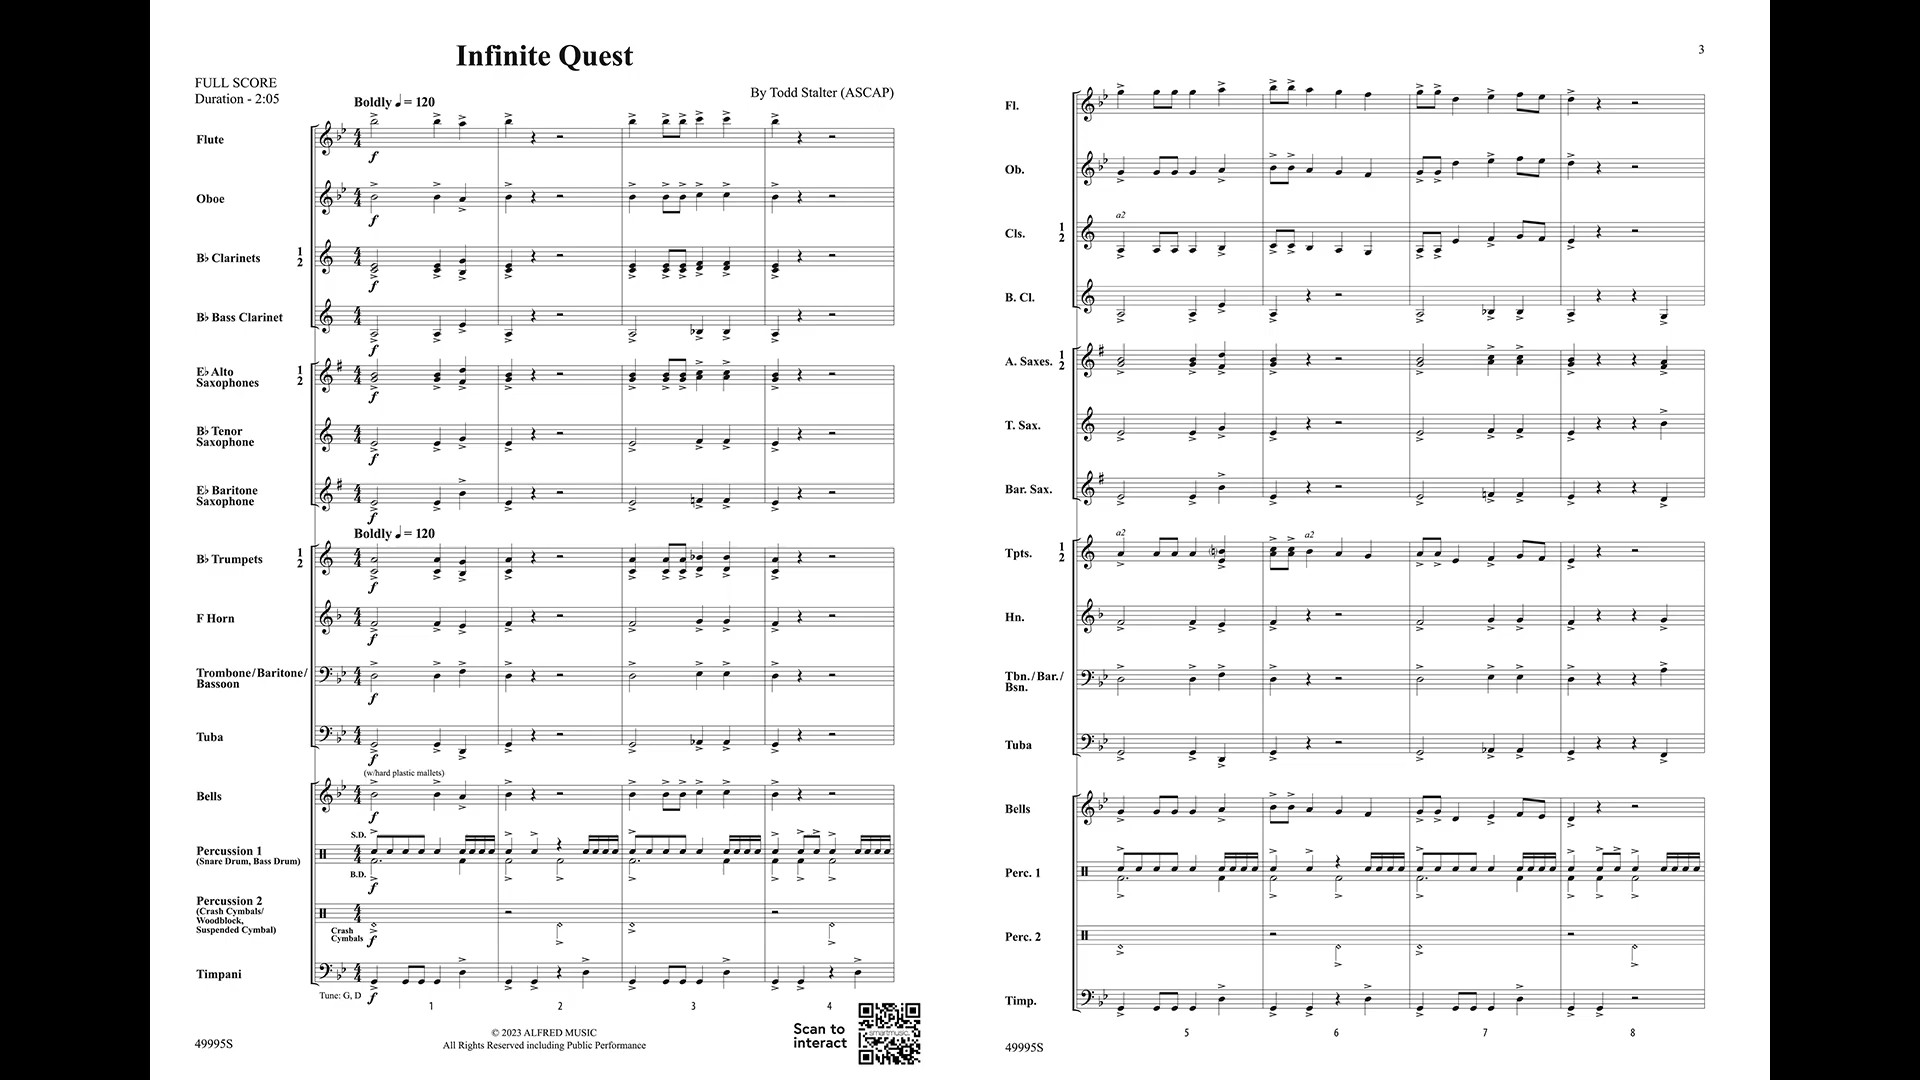 Infinite Quest
FULL SCORE
Duration - 2:05
By Todd Stalter (ASCAP)
Boldly ♩ = 120
Flute
f
Oboe
f
B♭ Clarinets 1 2
f
B♭ Bass Clarinet
f
E♭ Alto
Saxophones 1 2
f
B♭ Tenor
Saxophone
f
E♭ Baritone
Saxophone
f
Boldly ♩ = 120
B♭ Trumpets 1 2
f
F Horn
f
Trombone/Baritone/
Bassoon
f
Tuba
f
(w/hard plastic mallets)
Bells
f
S.D.
Percussion 1
(Snare Drum, Bass Drum)
B.D.
f
Percussion 2
(Crash Cymbals/
Woodblock,
Suspended Cymbal)
Crash
Cymbals f
Timpani
Tune: G, D f
1 2 3 4
© 2023 ALFRED MUSIC
All Rights Reserved including Public Performance
49995S
Scan to
interact
smartmusic.
3
Fl.
Ob.
a2
Cls. 1 2
B. Cl.
A. Saxes. 1 2
T. Sax.
Bar. Sax.
a2 a2
Tpts. 1 2
Hn.
Tbn. / Bar. /
Bsn.
Tuba
Bells
Perc. 1
Perc. 2
Timp.
5 6 7 8
49995S